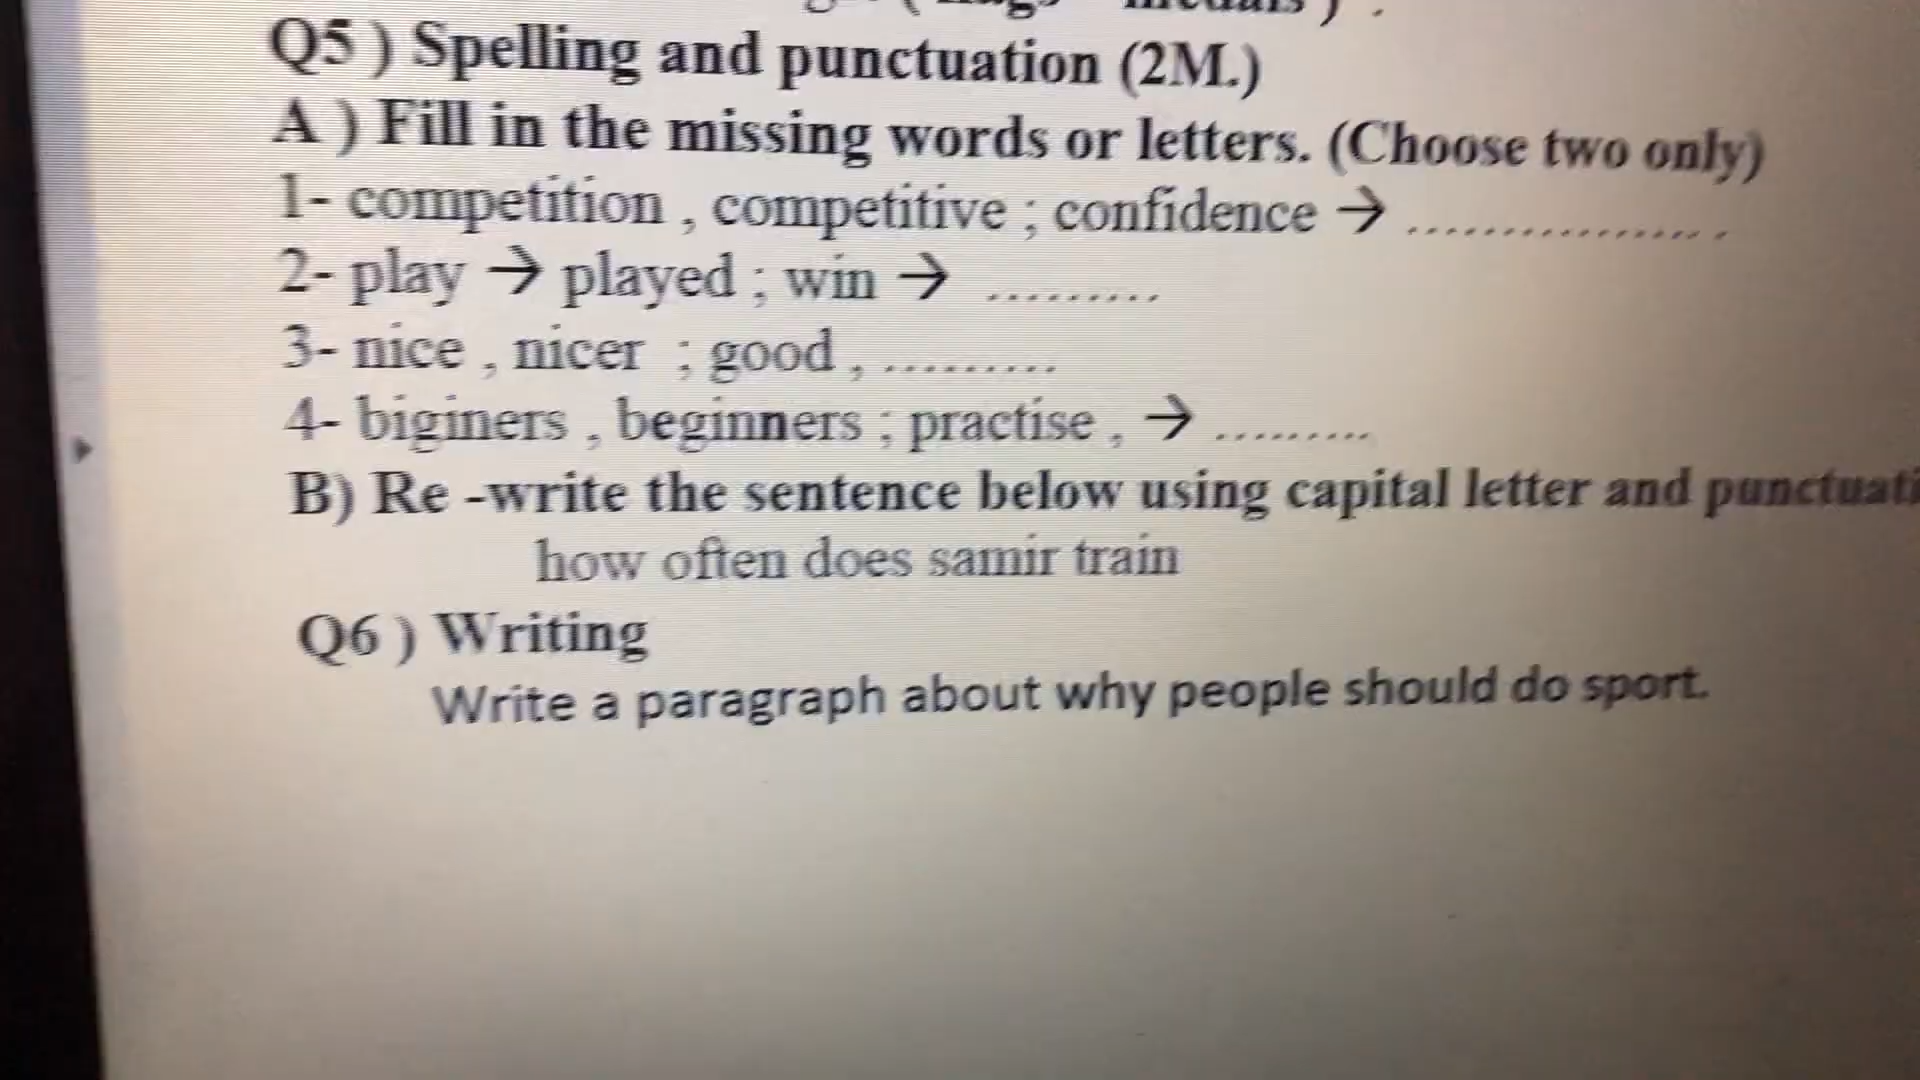 Q5 ) Spelling and punctuation (2M.)
A ) Fill in the missing words or letters. (Choose two only)
1- competition , competitive ; confidence → .................
2- play → played ; win → .........
3- nice , nicer ; good , .........
4- biginers , beginners ; practise , → .........
B) Re -write the sentence below using capital letter and
how often does samir train
Q6 ) Writing
Write a paragraph about why people should do sport.